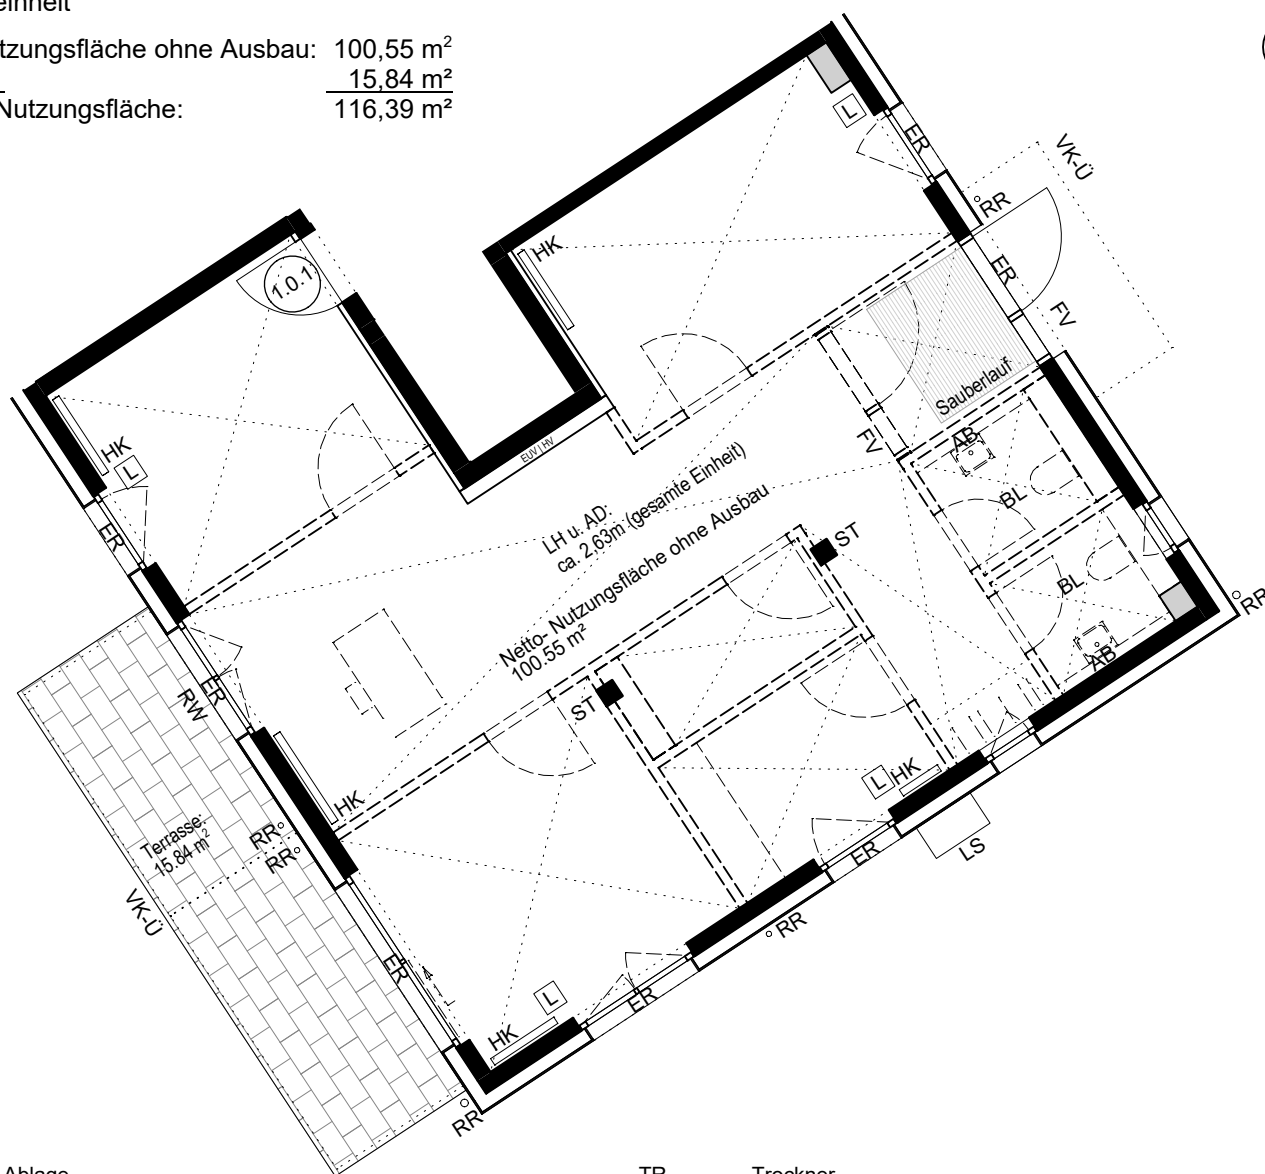 einheit
tzungsfläche ohne Ausbau: 100,55 m²
15,84 m²
Nutzungsfläche: 116,39 m²
L
ER
VK-Ü
RR
HK
ER
1.0.1
FV
Sauberlauf
HK
L
EUV / HV
FV
AB
BL
ER
LH u. AD:
ca. 2,63m (gesamte Einheit)
ST
Netto- Nutzungsfläche ohne Ausbau
100.55 m²
BL
RR
AB
ER
RW
ST
HK
L
HK
Terrasse:
15.84 m²
RR
RR
LS
ER
VK-Ü
RR
ER
L
ER
HK
RR
Ablage
TR Trockner